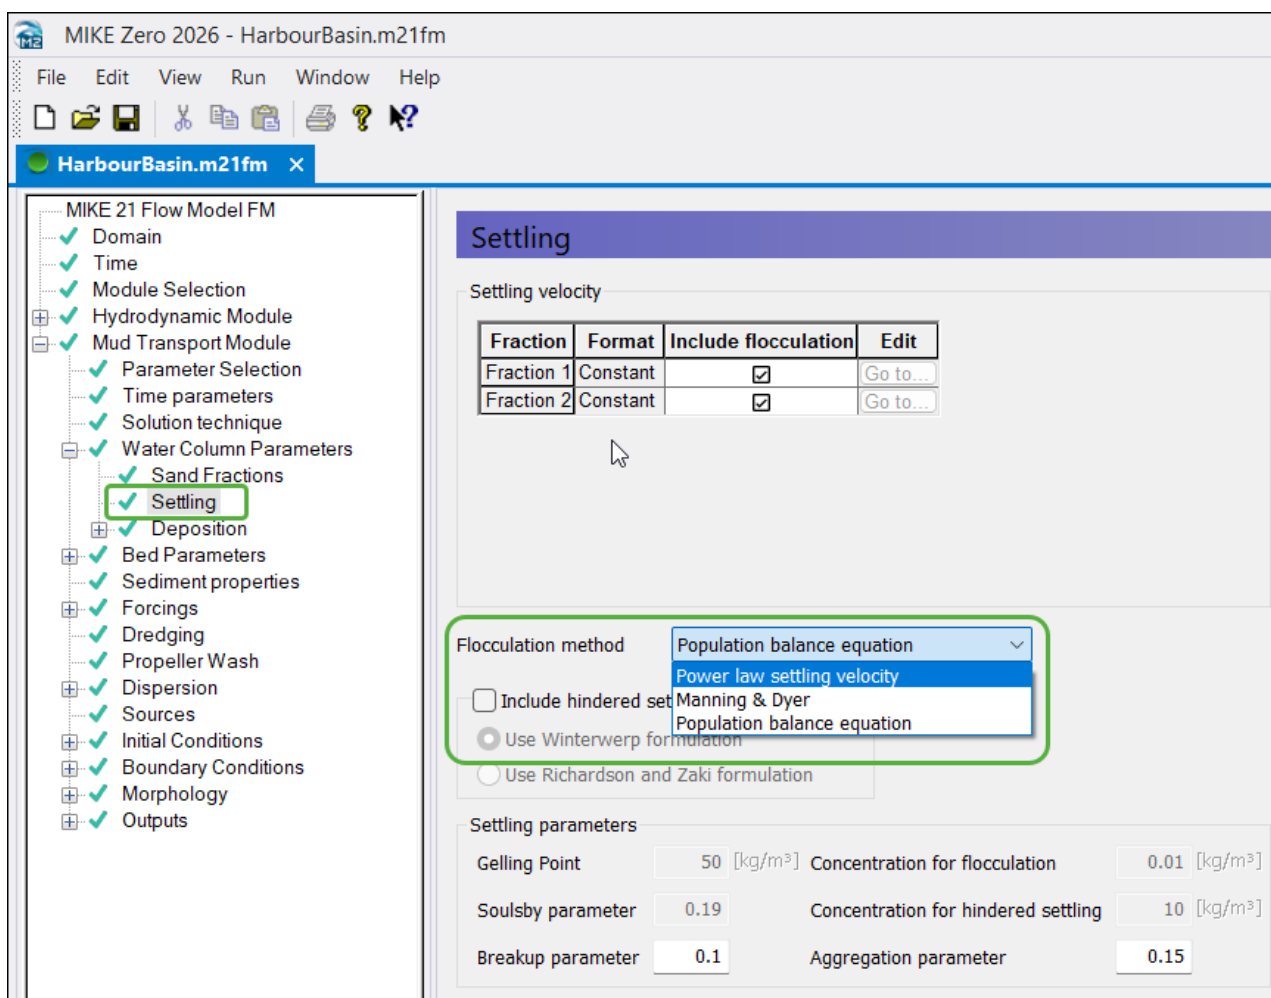 MIKE Zero 2026 - HarbourBasin.m21fm
File Edit View Run Window Help
HarbourBasin.m21fm
MIKE 21 Flow Model FM
Domain
Time
Module Selection
Hydrodynamic Module
Mud Transport Module
Parameter Selection
Time parameters
Solution technique
Water Column Parameters
Sand Fractions
Settling
Deposition
Bed Parameters
Sediment properties
Forcings
Dredging
Propeller Wash
Dispersion
Sources
Initial Conditions
Boundary Conditions
Morphology
Outputs
Settling
Settling velocity
Fraction Format Include flocculation Edit
Fraction 1 Constant Go to...
Fraction 2 Constant Go to...
Flocculation method Population balance equation
Power law settling velocity
Manning & Dyer
Population balance equation
Include hindered set
Use Winterwerp formulation
Use Richardson and Zaki formulation
Settling parameters
Gelling Point 50 [kg/m³] Concentration for flocculation 0.01 [kg/m³]
Soulsby parameter 0.19 Concentration for hindered settling 10 [kg/m³]
Breakup parameter 0.1 Aggregation parameter 0.15